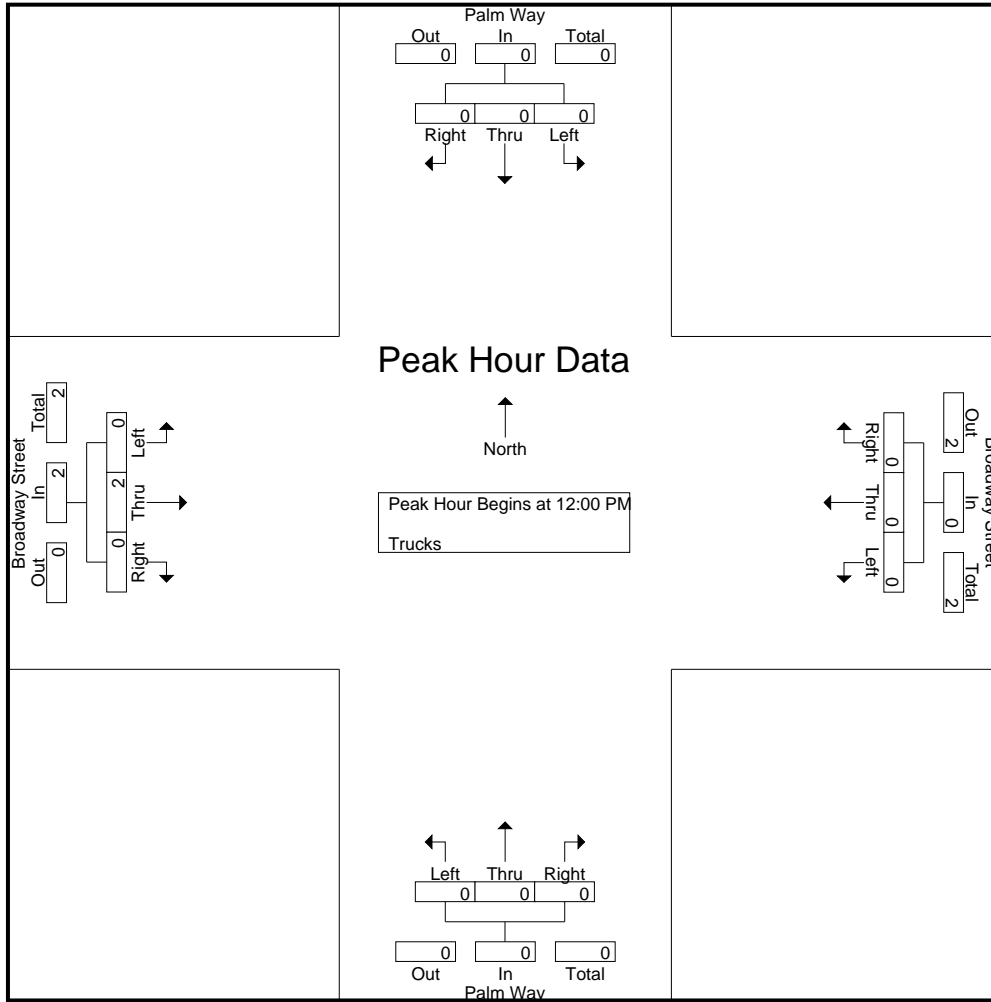 Palm Way
Out In Total
0 0 0
0 0 0
Right Thru Left
Peak Hour Data
North
Peak Hour Begins at 12:00 PM
Trucks
Broadway Street
Out In Total
0 2 2
Left Thru Right
0 2 0
Broadway Street
Out In Total
2 0 2
Right Thru Left
0 0 0
Left Thru Right
0 0 0
0 0 0
Out In Total
Palm Way